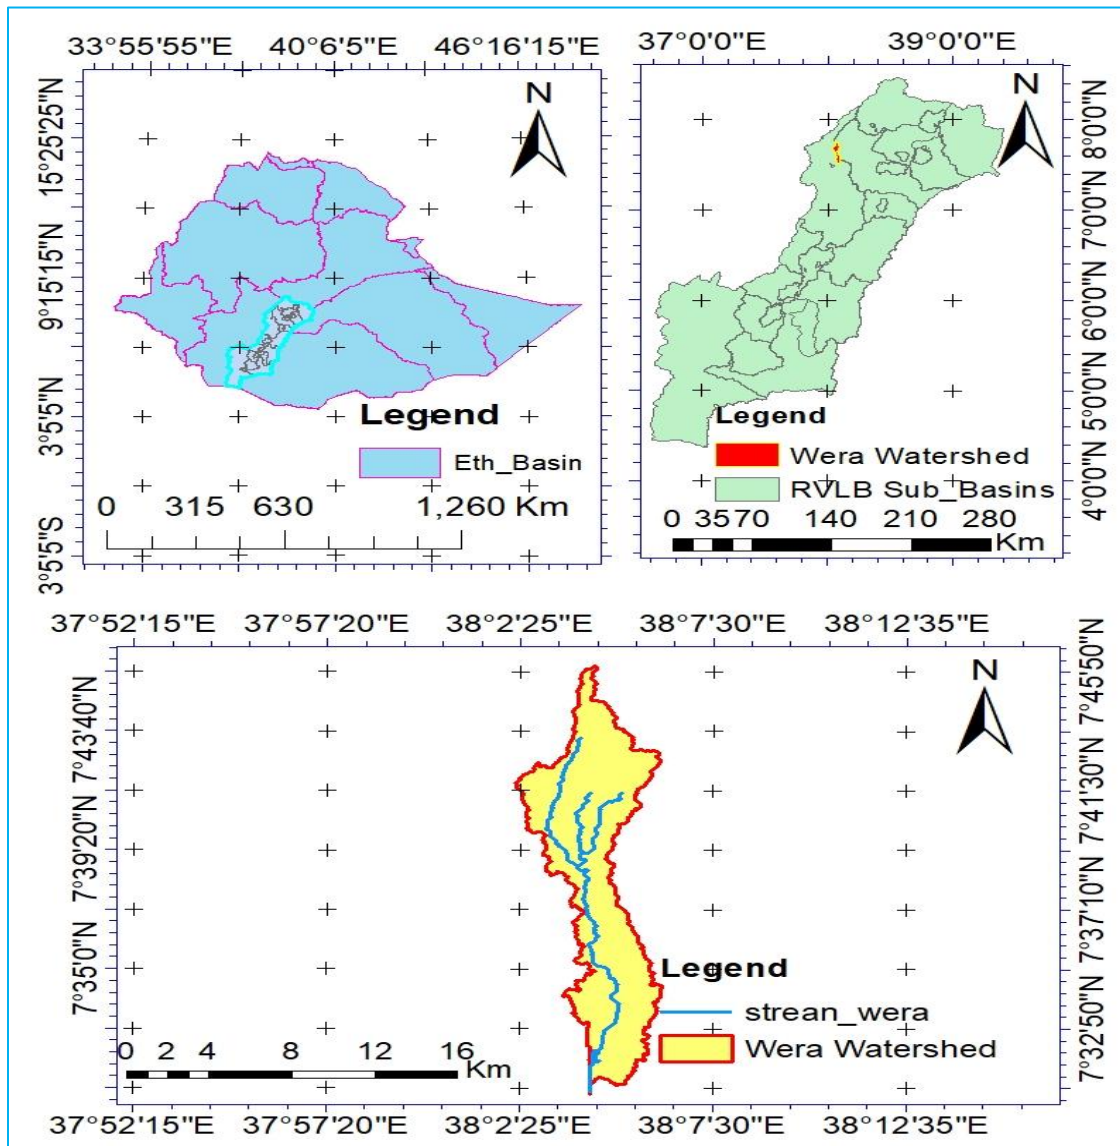 33°55'55"E 40°6'5"E 46°16'15"E
15°25'25"N
9°15'15"N
3°5'5"N
3°5'5"S
N
Legend
Eth_Basin
0 315 630 1,260 Km
37°0'0"E 39°0'0"E
N
8°0'0"N
7°0'0"N
6°0'0"N
5°0'0"N
4°0'0"N
Legend
Wera Watershed
RVLB Sub_Basins
0 35 70 140 210 280
Km
37°52'15"E 37°57'20"E 38°2'25"E 38°7'30"E 38°12'35"E
7°43'40"N
7°39'20"N
7°35'0"N
N
7°45'50"N
7°41'30"N
7°37'10"N
7°32'50"N
Legend
strean_wera
Wera Watershed
0 2 4 8 12 16
Km
37°52'15"E 37°57'20"E 38°2'25"E 38°7'30"E 38°12'35"E